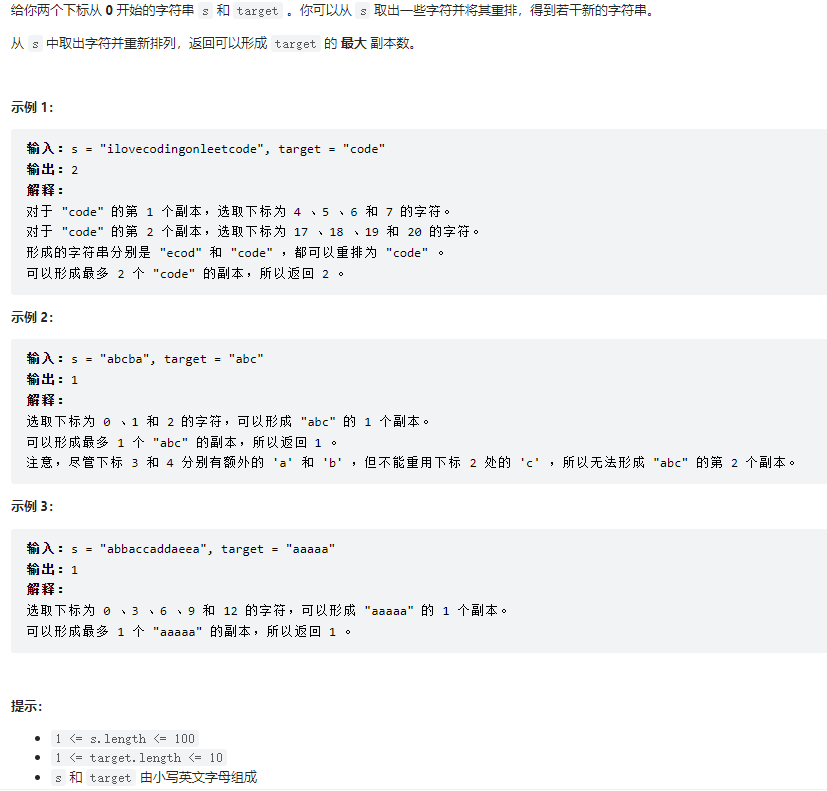 给你两个下标从 0 开始的字符串 s 和 target 。你可以从 s 取出一些字符并将其重排，得到若干新的字符串。
从 s 中取出字符并重新排列，返回可以形成 target 的 最大 副本数。
示例 1：
输入：s = "ilovecodingonleetcode", target = "code"
输出：2
解释：
对于 "code" 的第 1 个副本，选取下标为 4 、5 、6 和 7 的字符。
对于 "code" 的第 2 个副本，选取下标为 17 、18 、19 和 20 的字符。
形成的字符串分别是 "ecod" 和 "code" ，都可以重排为 "code" 。
可以形成最多 2 个 "code" 的副本，所以返回 2 。
示例 2：
输入：s = "abcba", target = "abc"
输出：1
解释：
选取下标为 0 、1 和 2 的字符，可以形成 "abc" 的 1 个副本。
可以形成最多 1 个 "abc" 的副本，所以返回 1 。
注意，尽管下标 3 和 4 分别有额外的 'a' 和 'b' ，但不能重用下标 2 处的 'c' ，所以无法形成 "abc" 的第 2 个副本。
示例 3：
输入：s = "abbaccaddaeea", target = "aaaaa"
输出：1
解释：
选取下标为 0 、3 、6 、9 和 12 的字符，可以形成 "aaaaa" 的 1 个副本。
可以形成最多 1 个 "aaaaa" 的副本，所以返回 1 。
提示：
1 <= s.length <= 100
1 <= target.length <= 10
s 和 target 由小写英文字母组成